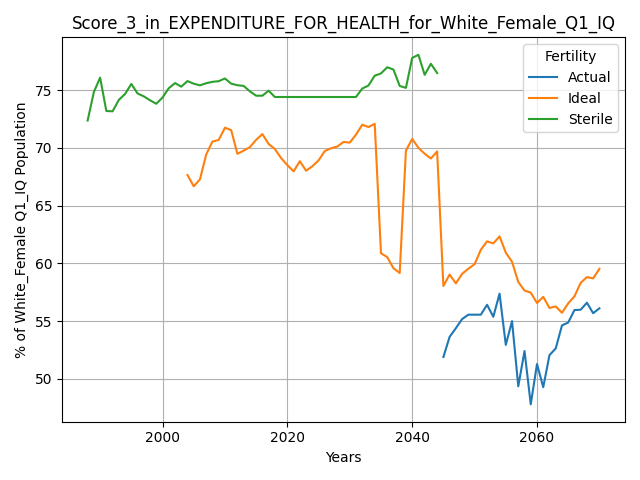 Score_3_in_EXPENDITURE_FOR_HEALTH_for_White_Female_Q1_IQ
% of White_Female Q1_IQ Population
75
70
65
60
55
50
Fertility
Actual
Ideal
Sterile
2000
2020
2040
2060
Years